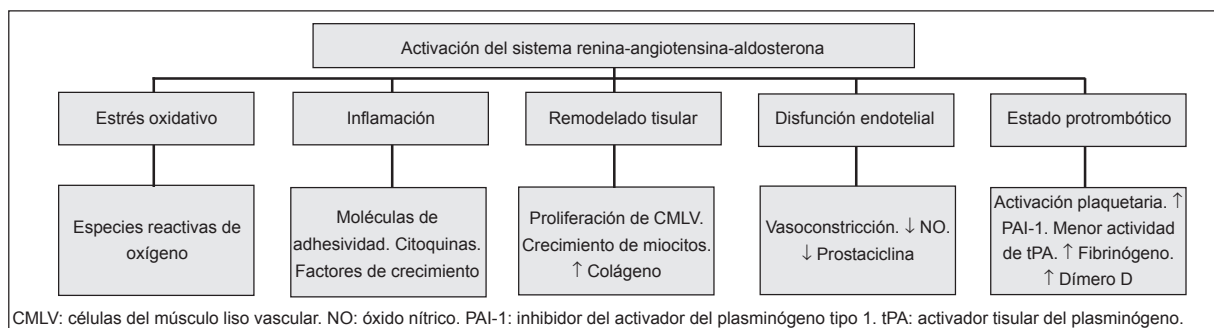 Activación del sistema renina-angiotensina-aldosterona
Estrés oxidativo
Inflamación
Remodelado tisular
Disfunción endotelial
Estado protrombótico
Especies reactivas de
oxígeno
Moléculas de
adhesividad. Citoquinas.
Factores de crecimiento
Proliferación de CMLV.
Crecimiento de miocitos.
↑ Colágeno
Vasoconstricción. ↓ NO.
↓ Prostaciclina
Activación plaquetaria. ↑
PAI-1. Menor actividad
de tPA. ↑ Fibrinógeno.
↑ Dímero D
CMLV: células del músculo liso vascular. NO: óxido nítrico. PAI-1: inhibidor del activador del plasminógeno tipo 1. tPA: activador tisular del plasminógeno.